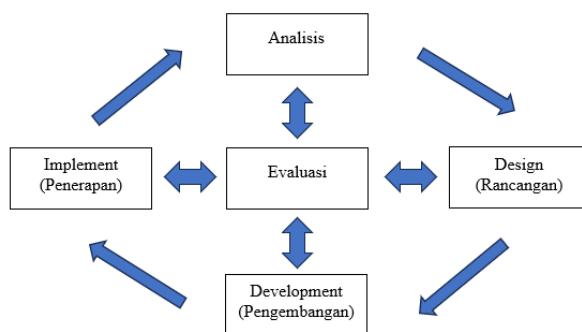 Analisis
Implement
(Penerapan)
Evaluasi
Design
(Rancangan)
Development
(Pengembangan)